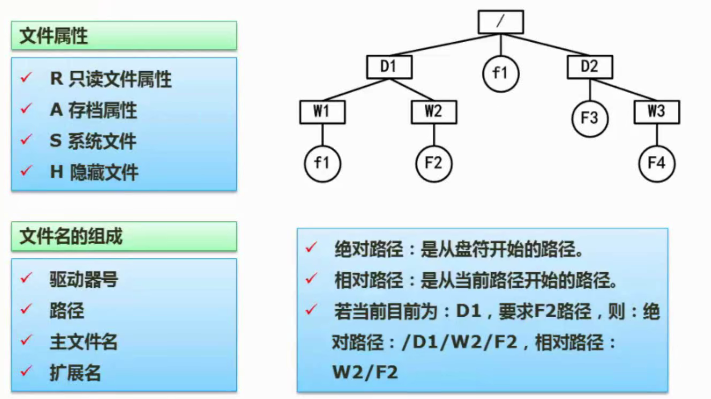 文件属性
R 只读文件属性
A 存档属性
S 系统文件
H 隐藏文件
/
D1
f1
D2
W1
W2
F3
W3
f1
F2
F4
文件名的组成
驱动器号
路径
主文件名
扩展名
绝对路径：是从盘符开始的路径。
相对路径：是从当前路径开始的路径。
若当前目前为：D1，要求F2路径，则：绝
对路径：/D1/W2/F2，相对路径：
W2/F2